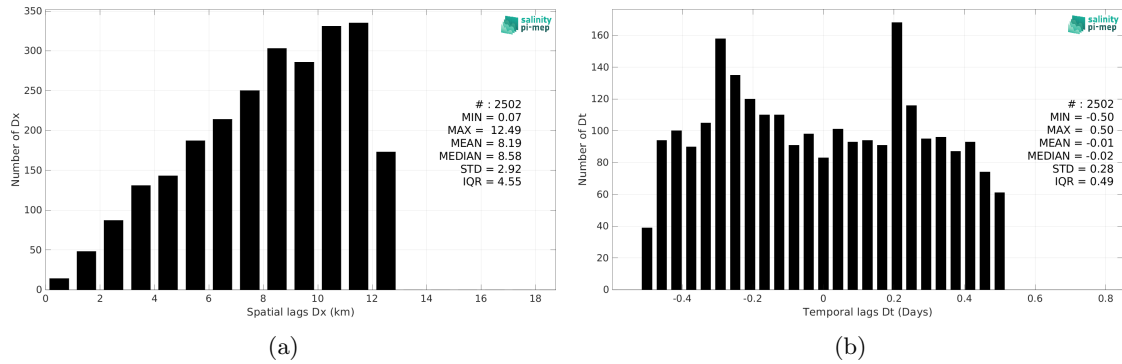 350
300
250
200
150
100
50
0
Number of Dx
0 2 4 6 8 10 12 14 16 18
Spatial lags Dx (km)
salinity
pi-mep
# : 2502
MIN = 0.07
MAX = 12.49
MEAN = 8.19
MEDIAN = 8.58
STD = 2.92
IQR = 4.55
(a)
160
140
120
100
80
60
40
20
0
Number of Dt
-0.4 -0.2 0 0.2 0.4 0.6 0.8
Temporal lags Dt (Days)
salinity
pi-mep
# : 2502
MIN = -0.50
MAX = 0.50
MEAN = -0.01
MEDIAN = -0.02
STD = 0.28
IQR = 0.49
(b)